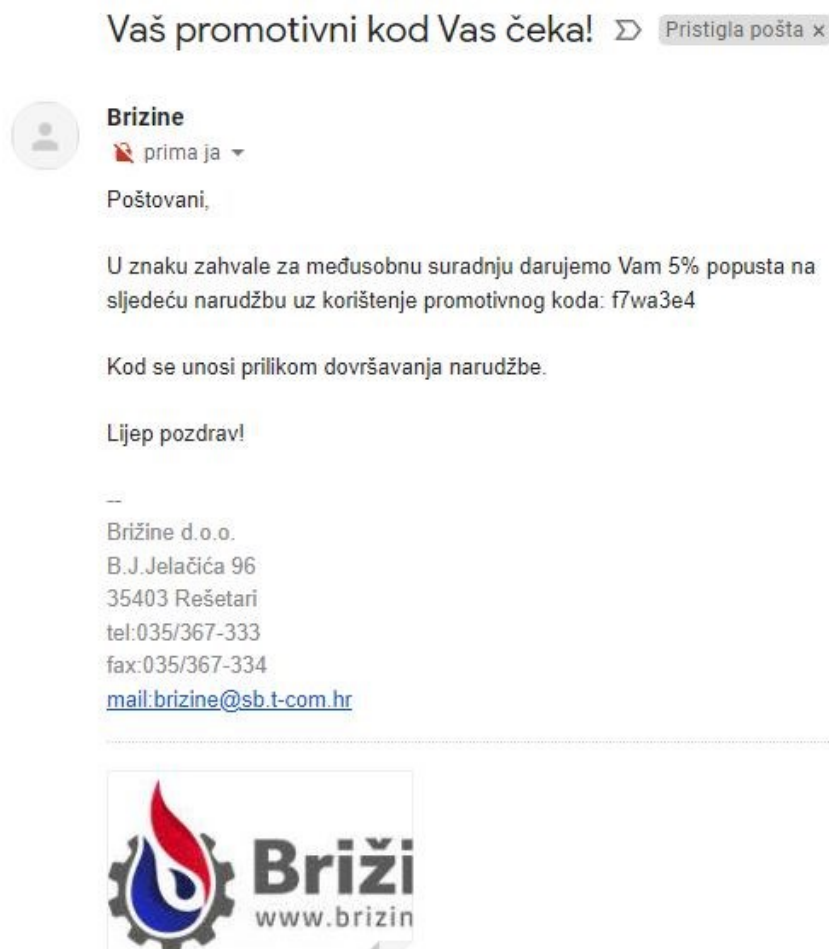 Vaš promotivni kod Vas čeka! Pristigla pošta ×
Brizine
prima ja
Poštovani,
U znaku zahvale za međusobnu suradnju darujemo Vam 5% popusta na
sljedeću narudžbu uz korištenje promotivnog koda: f7wa3e4
Kod se unosi prilikom dovršavanja narudžbe.
Lijep pozdrav!
--
Brižine d.o.o.
B.J.Jelačića 96
35403 Rešetari
tel:035/367-333
fax:035/367-334
mail:brizine@sb.t-com.hr
Briži
www.brizin